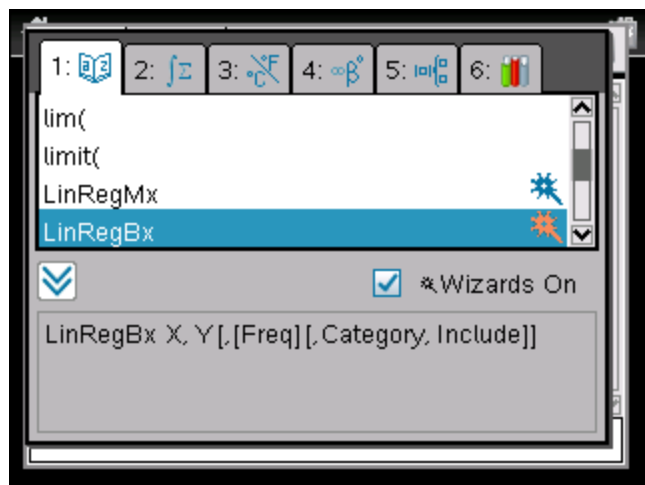 1: 2: ∫Σ 3: °C°F 4: ∞β° 5: 6:
lim(
limit(
LinRegMx
LinRegBx
Wizards On
LinRegBx X, Y[,[Freq][,Category, Include]]